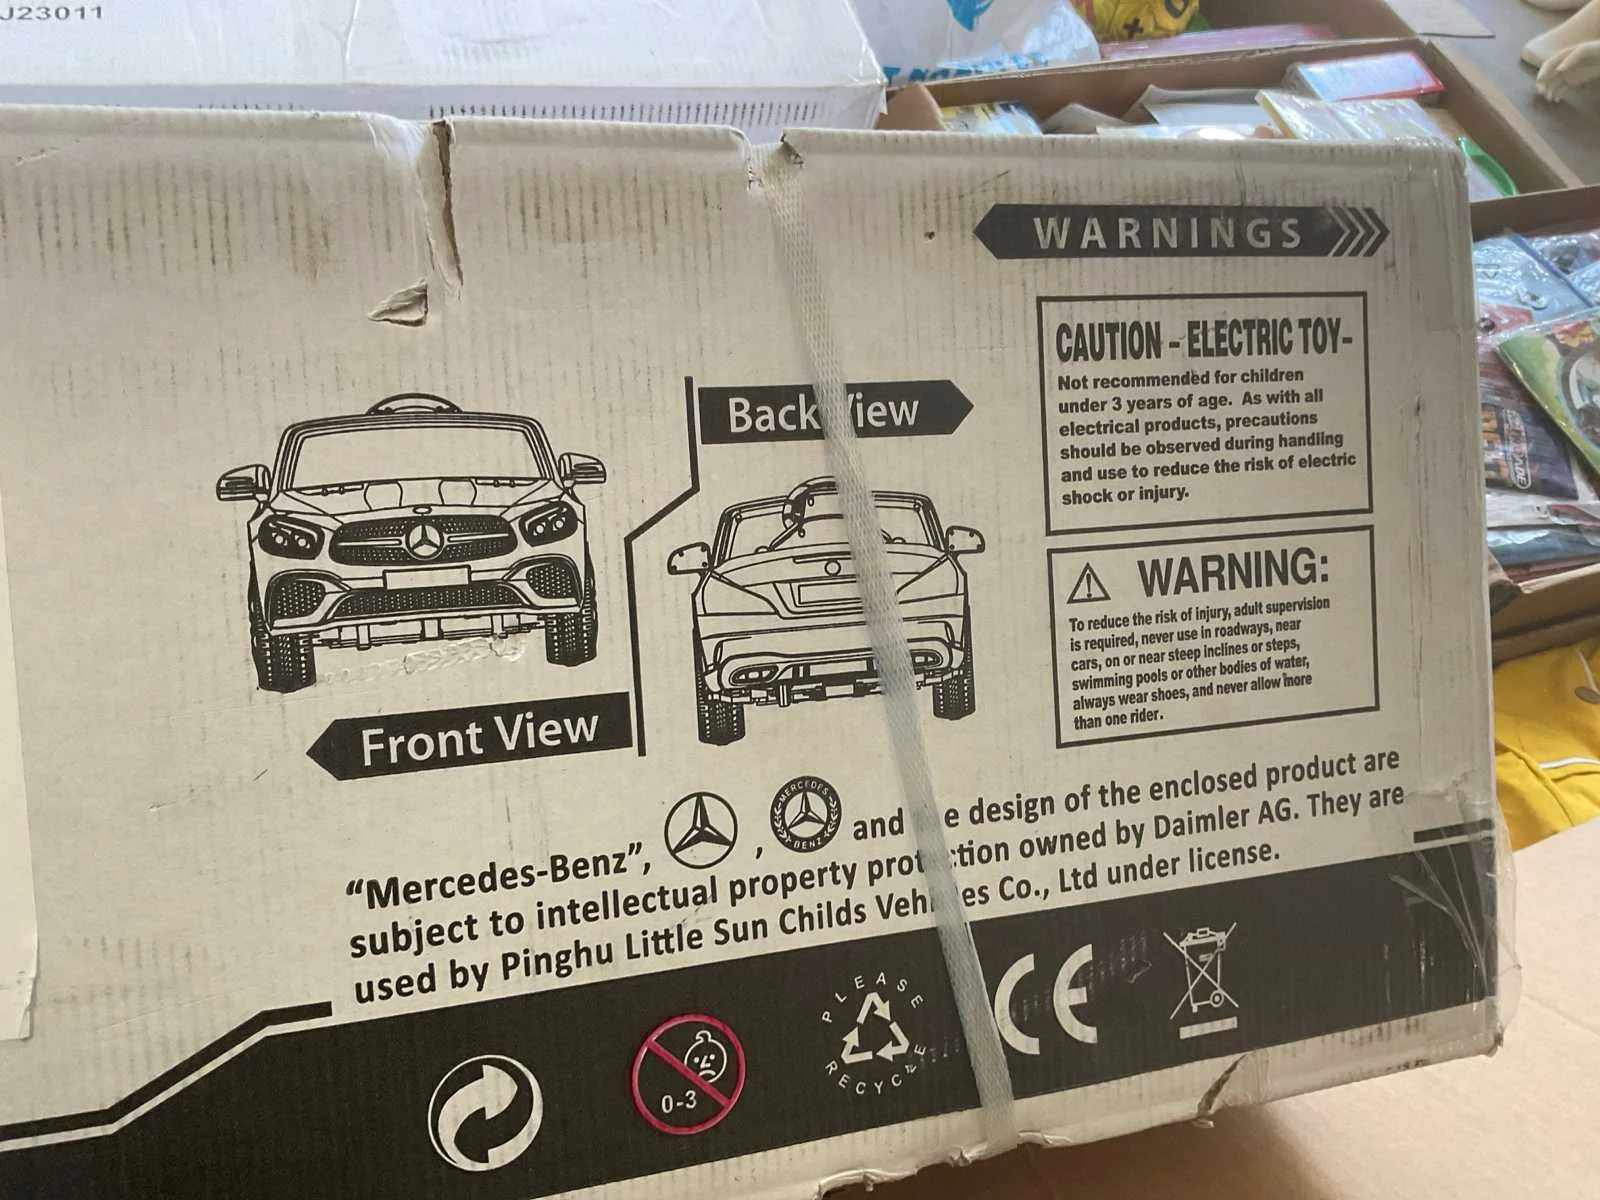 J23011
WARNINGS
CAUTION - ELECTRIC TOY-
Not recommended for children
under 3 years of age. As with all
electrical products, precautions
should be observed during handling
and use to reduce the risk of electric
shock or injury.
Back View
WARNING:
To reduce the risk of injury, adult supervision
is required, never use in roadways, near
cars, on or near steep inclines or steps,
swimming pools or other bodies of water,
always wear shoes, and never allow more
than one rider.
Front View
MERCEDES
BENZ
"Mercedes-Benz", , and e design of the enclosed product are
subject to intellectual property prot ction owned by Daimler AG. They are
used by Pinghu Little Sun Childs Veh es Co., Ltd under license.
PLEASE
RECYCLE
0-3
CE